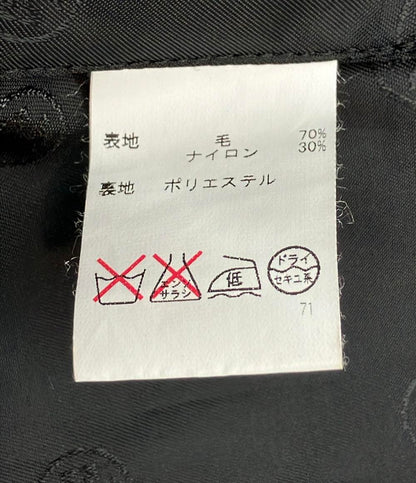 表地 毛 70%
ナイロン 30%
裏地 ポリエステル
エンソ
サラシ
低
ドライ
セキユ系
71